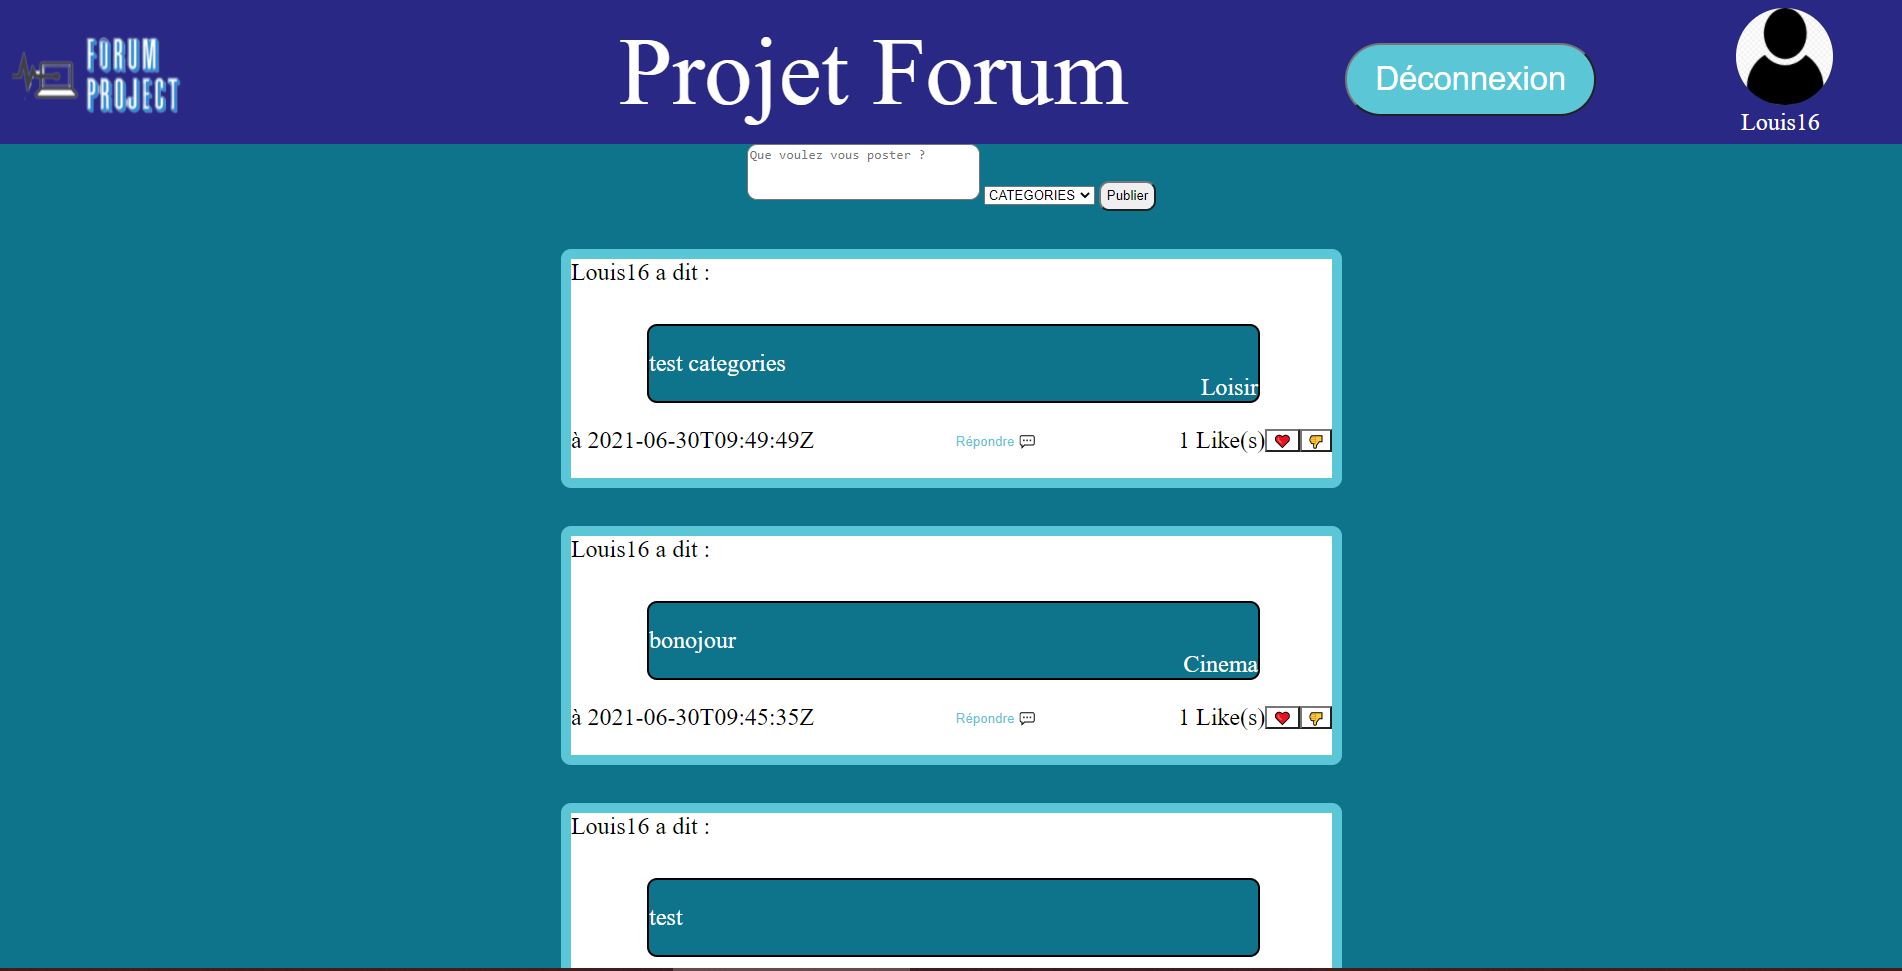 FORUM
PROJECT
Projet Forum
Déconnexion
Louis16
Que voulez vous poster ?
CATEGORIES
Publier
Louis16 a dit :
test categories
Loisir
à 2021-06-30T09:49:49Z
Répondre
1 Like(s)
Louis16 a dit :
bonojour
Cinema
à 2021-06-30T09:45:35Z
Répondre
1 Like(s)
Louis16 a dit :
test